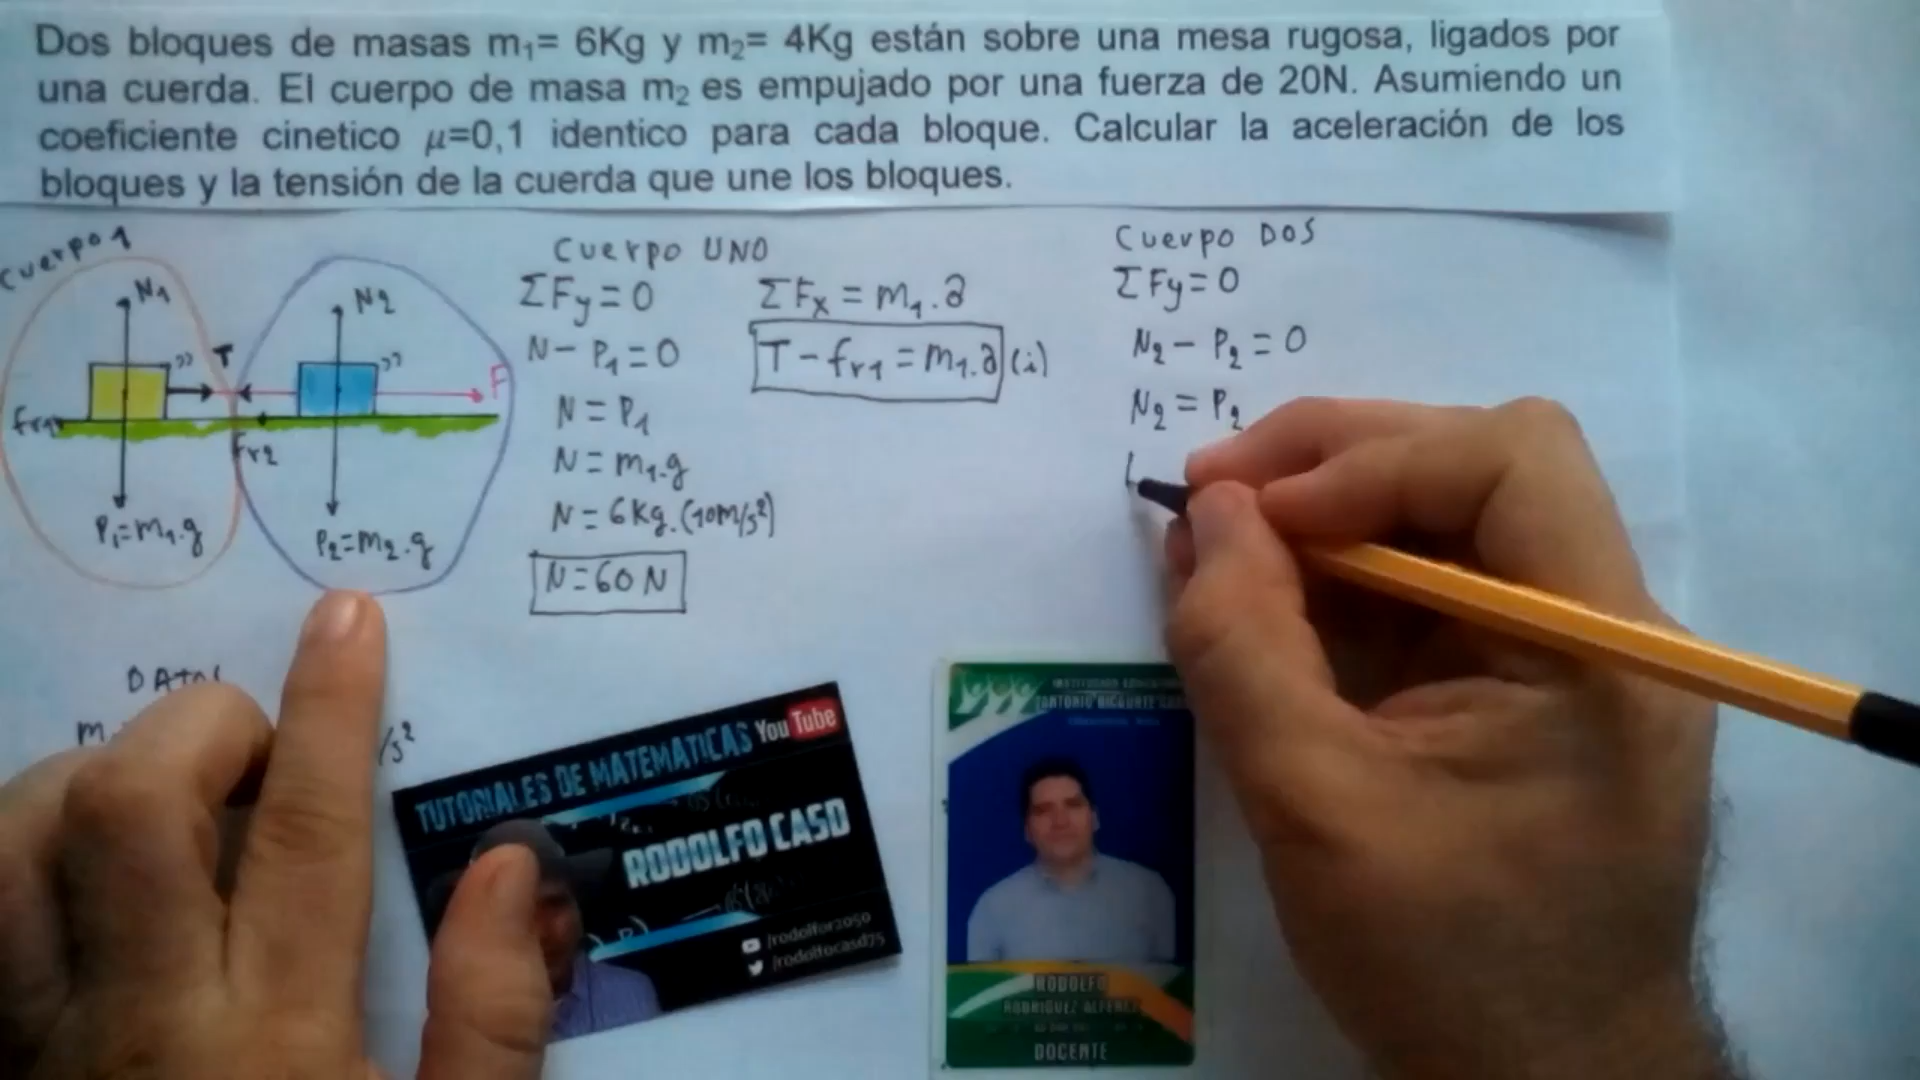 Dos bloques de masas m₁= 6Kg y m₂= 4Kg están sobre una mesa rugosa, ligados por
una cuerda. El cuerpo de masa m₂ es empujado por una fuerza de 20N. Asumiendo un
coeficiente cinetico μ=0,1 identico para cada bloque. Calcular la aceleración de los
bloques y la tensión de la cuerda que une los bloques.
Cuerpo 1
N₁
N2
T
F
fr1
Fr2
P₁=m₁.g
P₂=m₂.g
DATOS
m
/s²
Cuerpo UNO
ΣFy=0
N-P₁=0
N=P₁
N=m₁.g
N=6Kg.(10m/s²)
N=60N
ΣFx=m₁.a
T-fr1=m₁.a (i)
Cuerpo DOS
ΣFy=0
N₂-P₂=0
N₂=P₂
TUTORIALES DE MATEMATICAS YouTube
RODOLFO CASD
/rodolfor2050
/rodolfocasd75
RODOLFO
RODRIGUEZ
DOCENTE